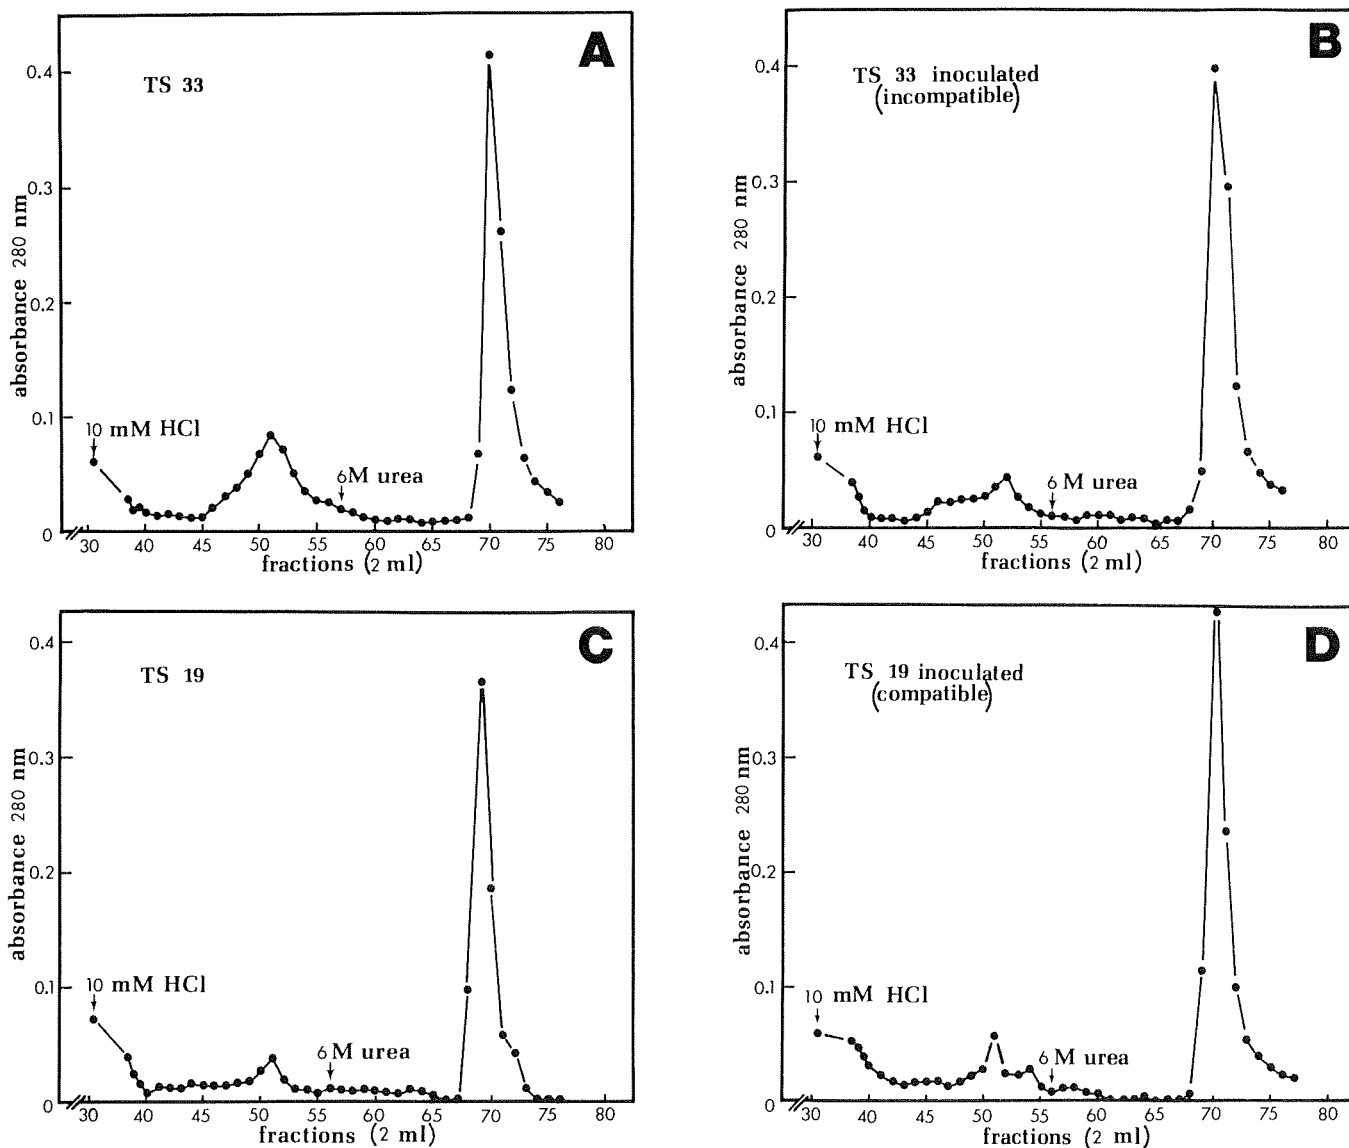 A
TS 33
absorbance 280 nm
0.4
0.3
0.2
0.1
0
10 mM HCl
6M urea
30 40 45 50 55 60 65 70 75 80
fractions (2 ml)
B
TS 33 inoculated
(incompatible)
absorbance 280 nm
0.4
0.3
0.2
0.1
0
10 mM HCl
6 M urea
30 40 45 50 55 60 65 70 75 80
fractions (2 ml)
C
TS 19
absorbance 280 nm
0.4
0.3
0.2
0.1
0
10 mM HCl
6 M urea
30 40 45 50 55 60 65 70 75 80
fractions (2 ml)
D
TS 19 inoculated
(compatible)
absorbance 280 nm
0.4
0.3
0.2
0.1
0
10 mM HCl
6 M urea
30 40 45 50 55 60 65 70 75 80
fractions (2 ml)